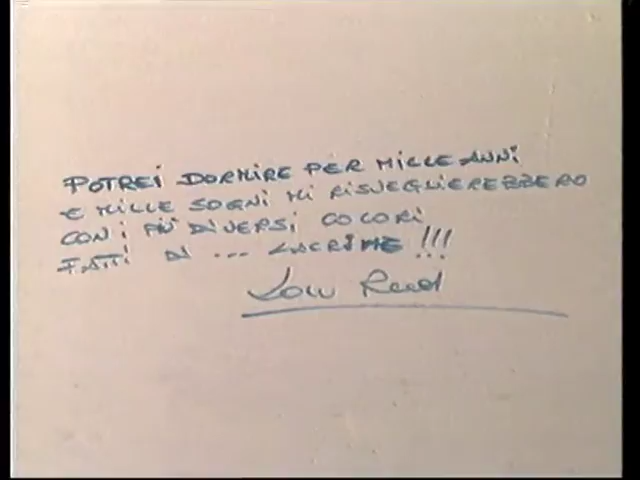 POTREI DORMIRE PER MILLE ANNI
E MILLE SOGNI MI RISVEGLIEREBBERO
CON I PIÙ DIVERSI COLORI
FATTI DI ... LACRIME !!!
Lou Reed